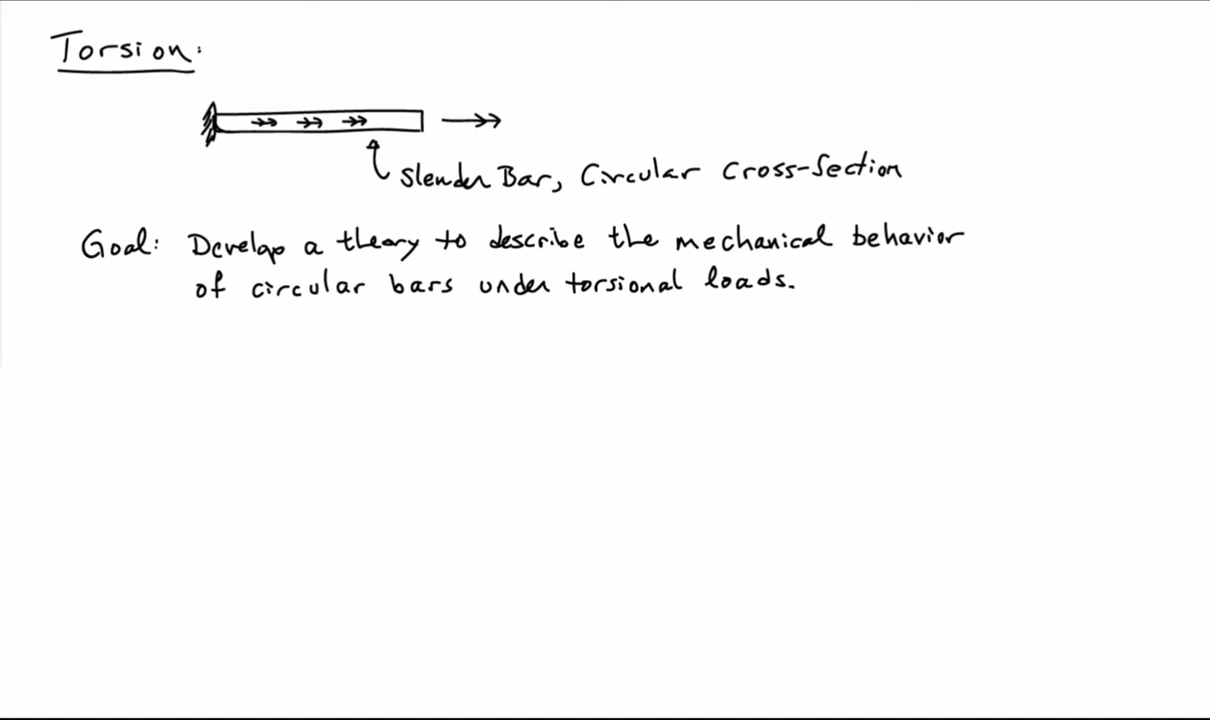 Torsion:
Slender Bar, Circular Cross-Section
Goal: Develop a theory to describe the mechanical behavior
of circular bars under torsional loads.